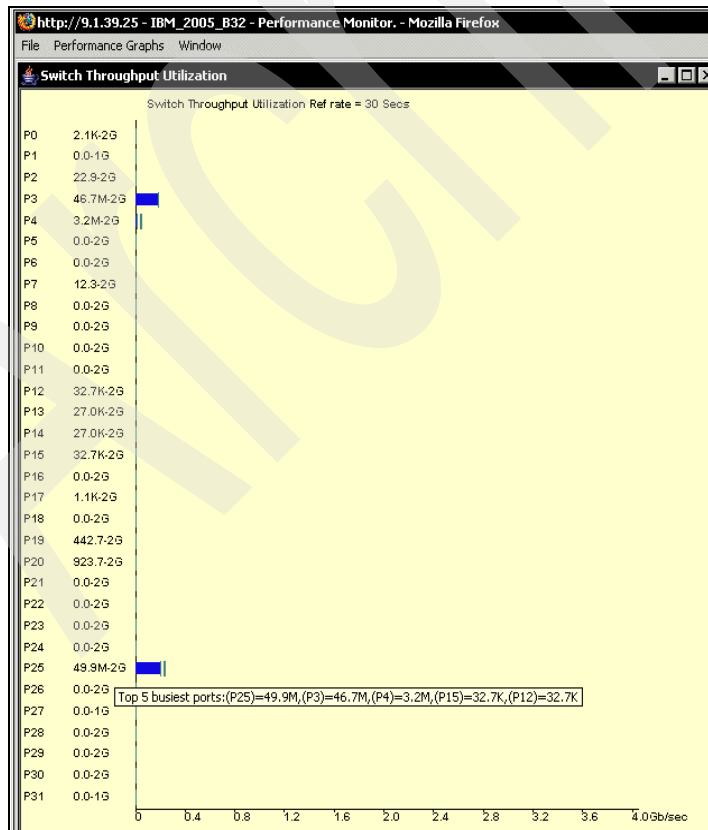 http://9.1.39.25 - IBM_2005_B32 - Performance Monitor. - Mozilla Firefox
File Performance Graphs Window
Switch Throughput Utilization
Switch Throughput Utilization Ref rate = 30 Secs
P0 2.1K-2G
P1 0.0-1G
P2 22.9-2G
P3 46.7M-2G
P4 3.2M-2G
P5 0.0-2G
P6 0.0-2G
P7 12.3-2G
P8 0.0-2G
P9 0.0-2G
P10 0.0-2G
P11 0.0-2G
P12 32.7K-2G
P13 27.0K-2G
P14 27.0K-2G
P15 32.7K-2G
P16 0.0-2G
P17 1.1K-2G
P18 0.0-2G
P19 442.7-2G
P20 923.7-2G
P21 0.0-2G
P22 0.0-2G
P23 0.0-2G
P24 0.0-2G
P25 49.9M-2G
P26 0.0-2G
Top 5 busiest ports:(P25)=49.9M,(P3)=46.7M,(P4)=3.2M,(P15)=32.7K,(P12)=32.7K
P27 0.0-1G
P28 0.0-2G
P29 0.0-2G
P30 0.0-2G
P31 0.0-1G
0 0.4 0.8 1.2 1.6 2.0 2.4 2.8 3.2 3.6 4.0Gb/sec